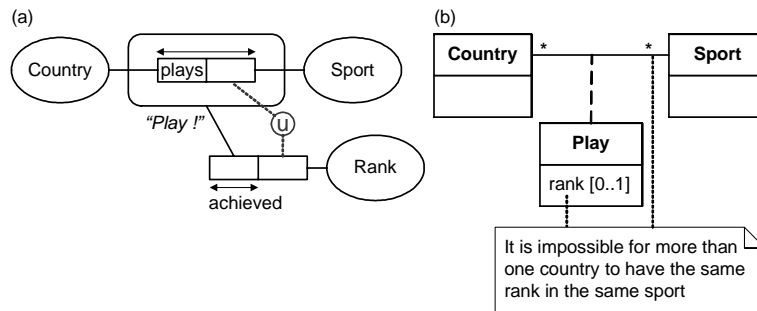 (a)
Country
plays
Sport
“Play !”
u
Rank
achieved
(b)
Country
*
*
Sport
Play
rank [0..1]
It is impossible for more than
one country to have the same
rank in the same sport